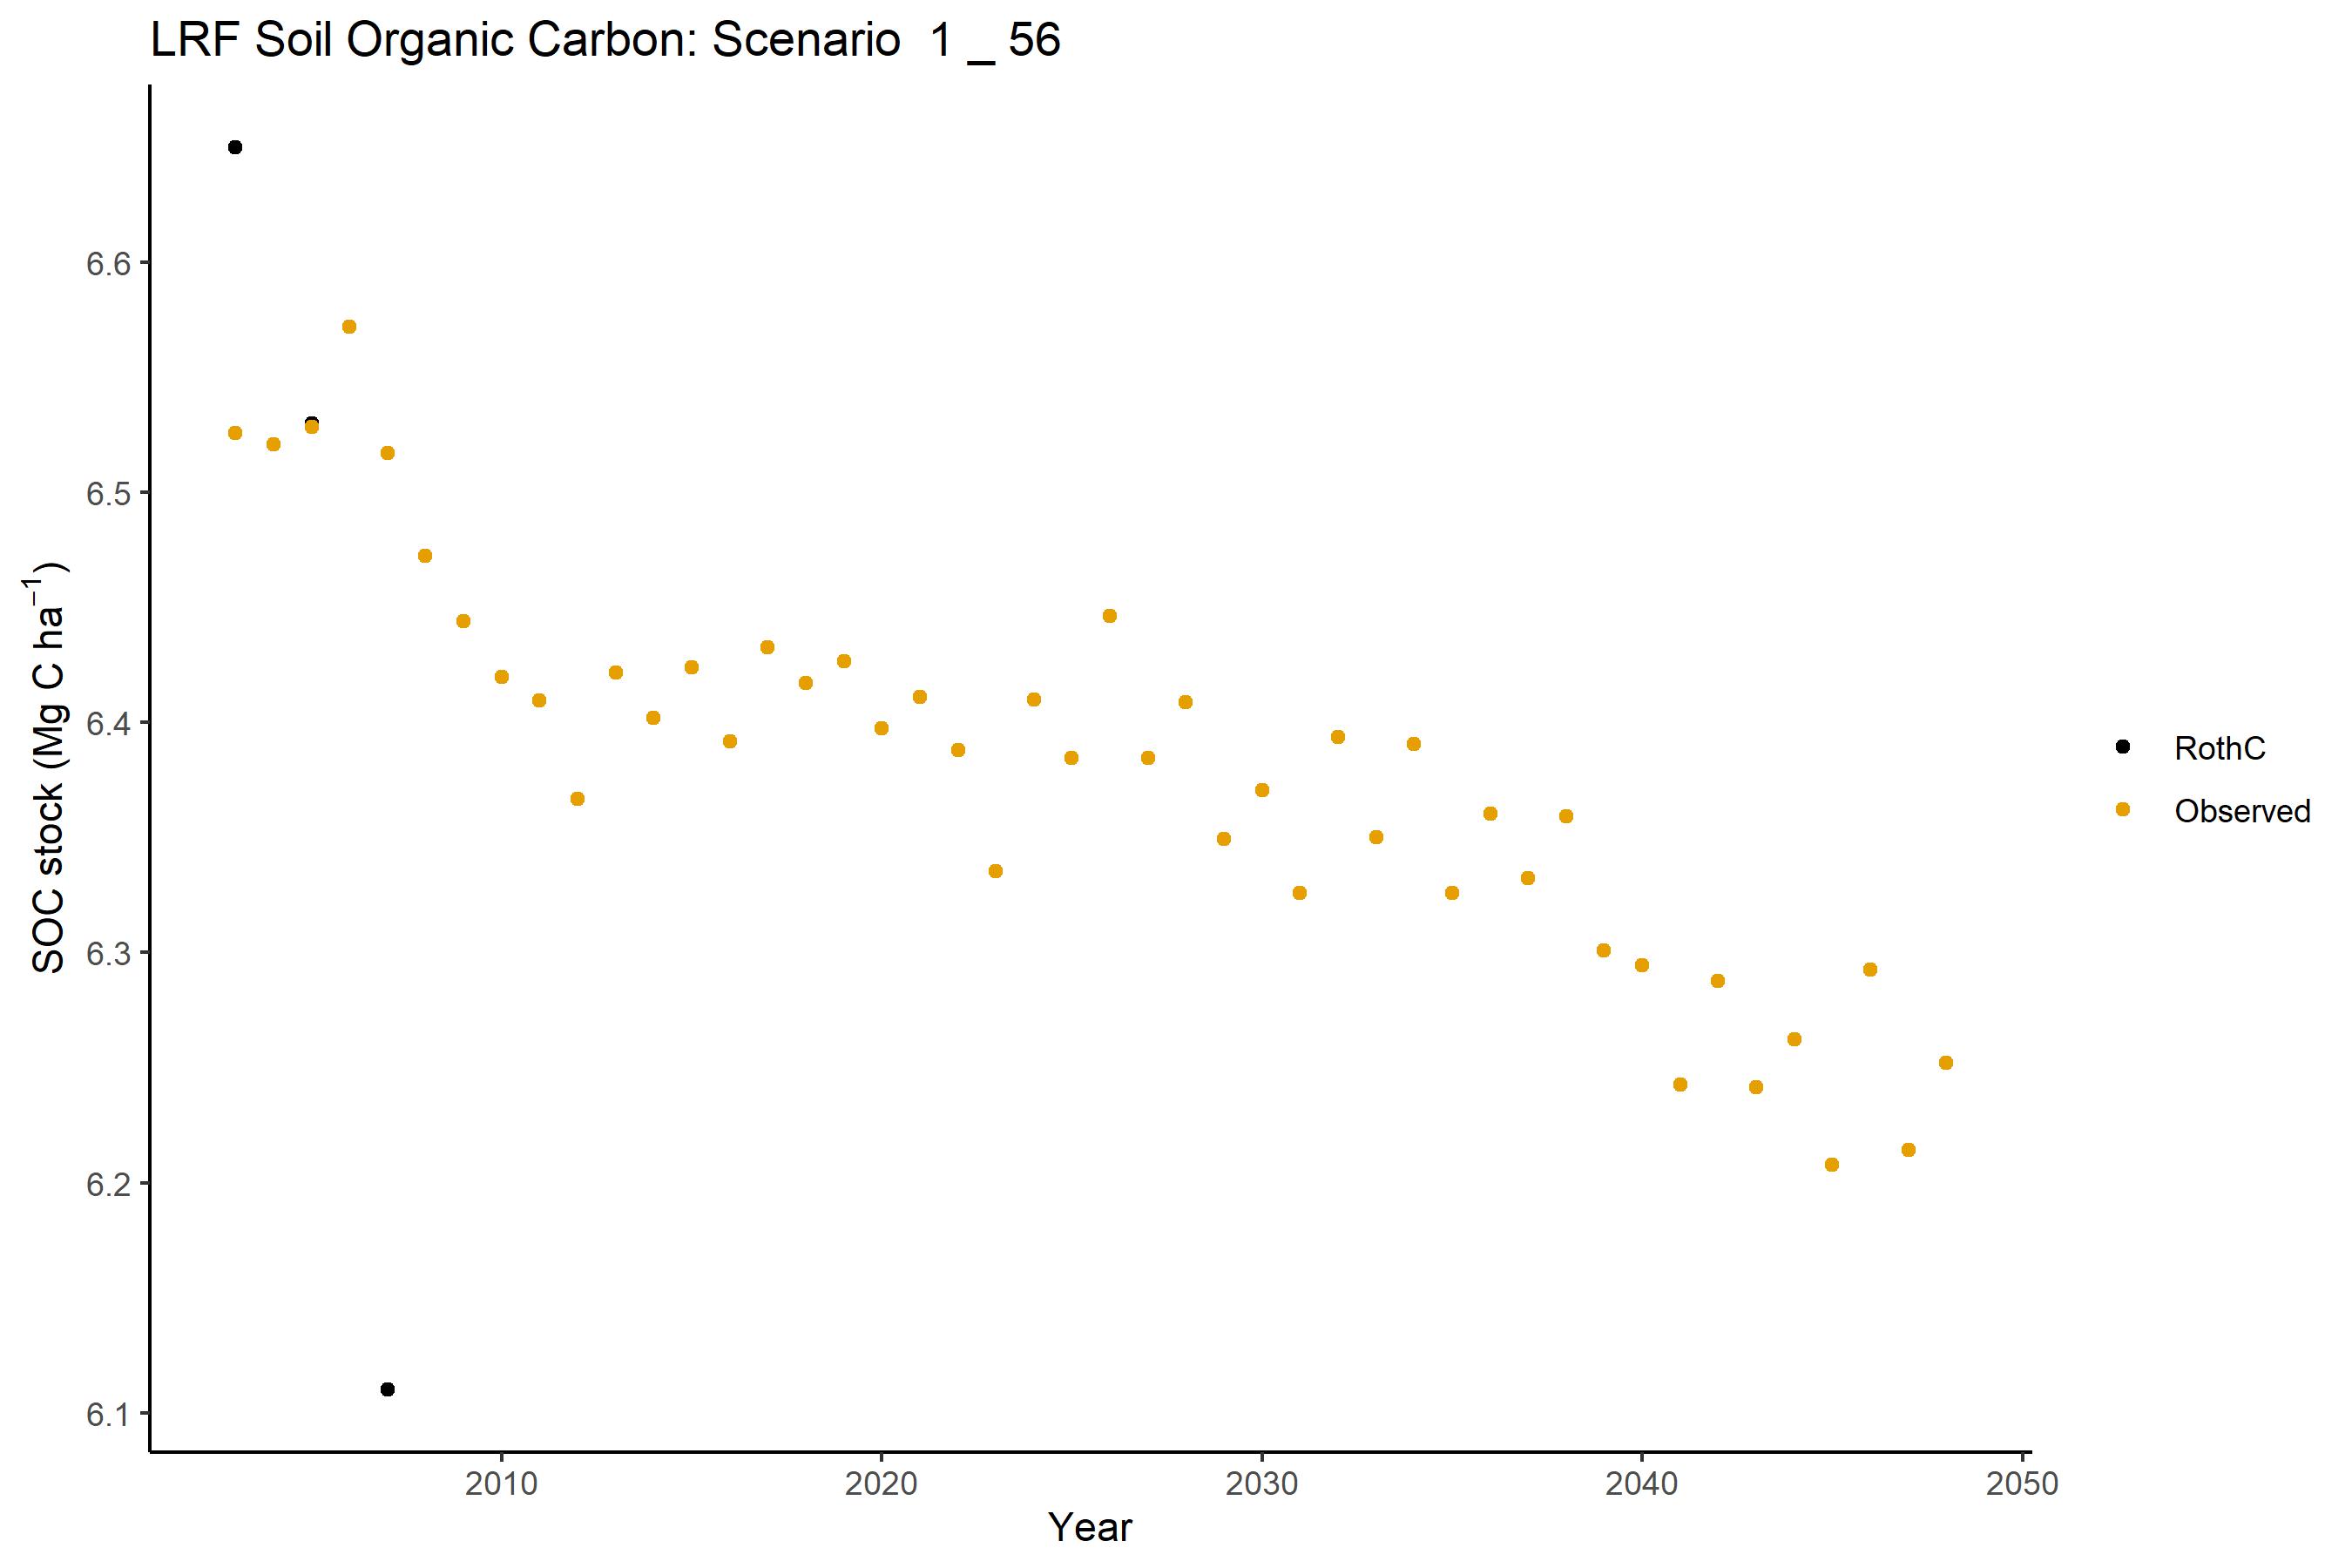 LRF Soil Organic Carbon: Scenario  1 _ 56
SOC stock (Mg C ha⁻¹)
6.6
6.5
6.4
6.3
6.2
6.1
2010 2020 2030 2040 2050
Year
RothC
Observed